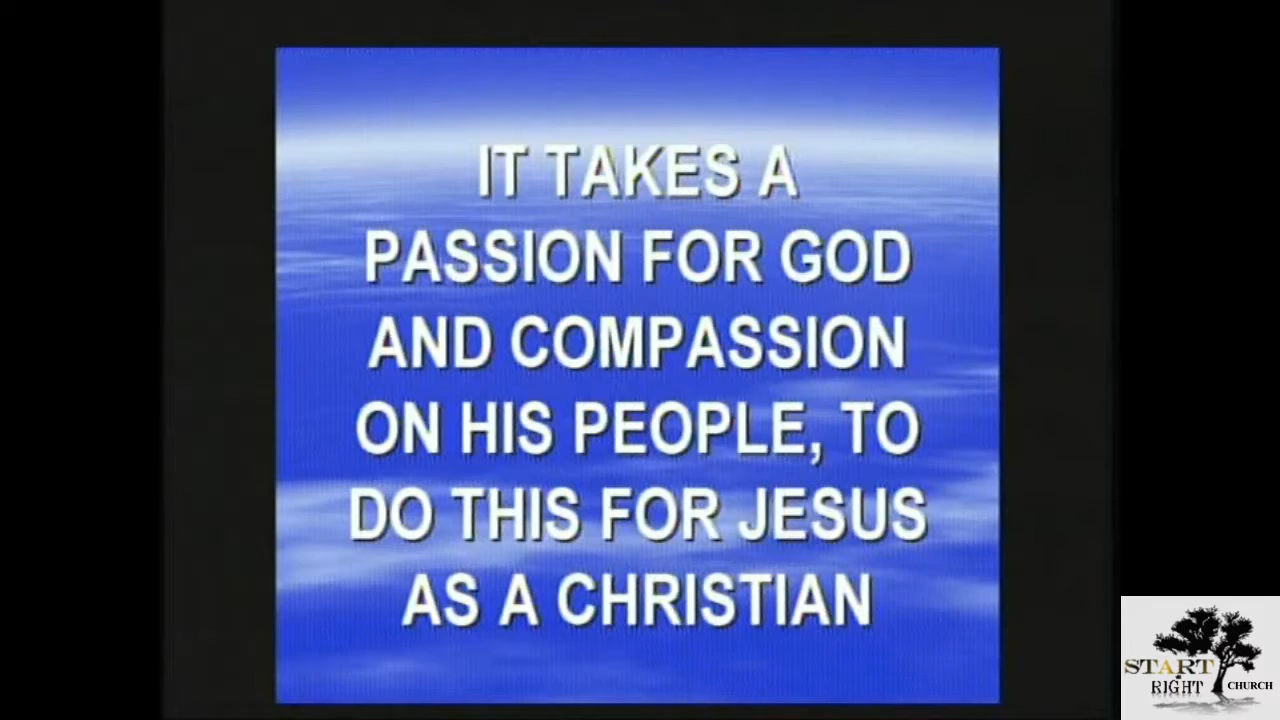 IT TAKES A
PASSION FOR GOD
AND COMPASSION
ON HIS PEOPLE, TO
DO THIS FOR JESUS
AS A CHRISTIAN
START
RIGHT CHURCH